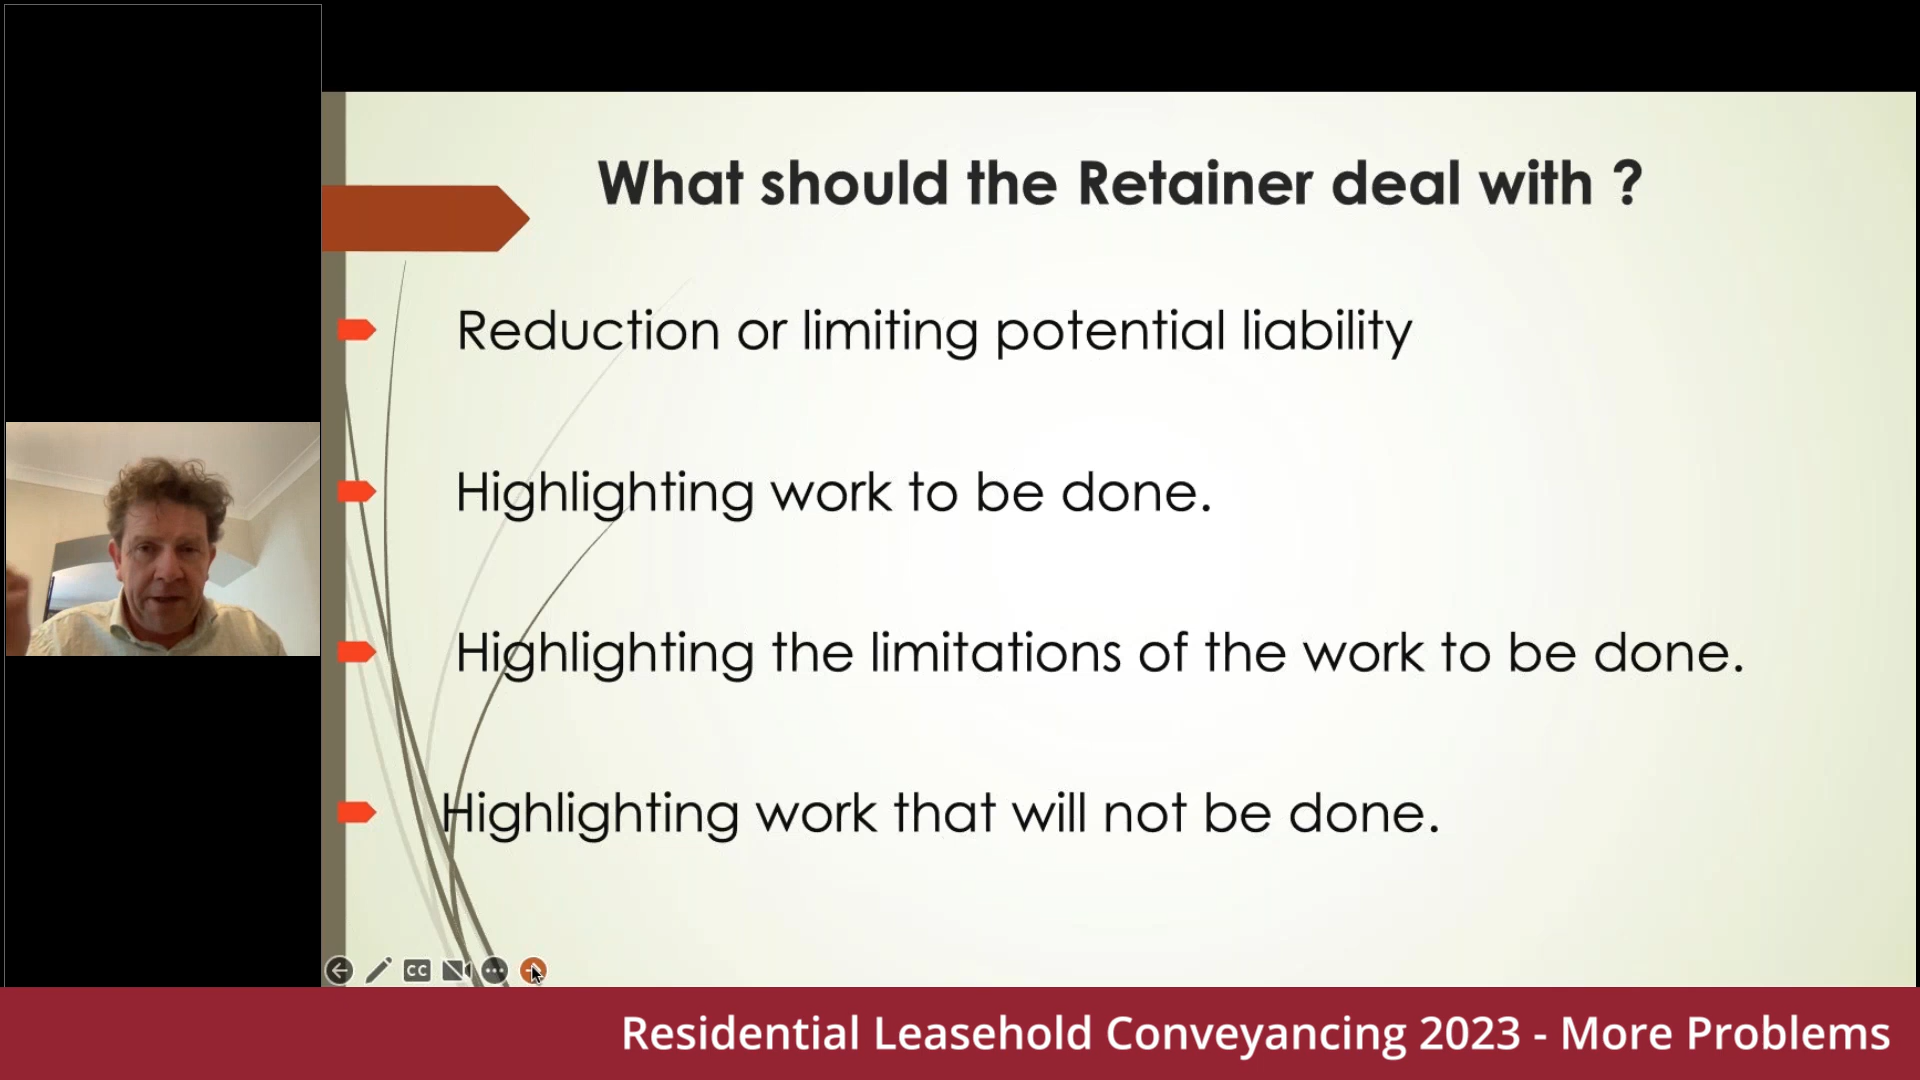 What should the Retainer deal with ?
Reduction or limiting potential liability
Highlighting work to be done.
Highlighting the limitations of the work to be done.
Highlighting work that will not be done.
CC
Residential Leasehold Conveyancing 2023 - More Problems